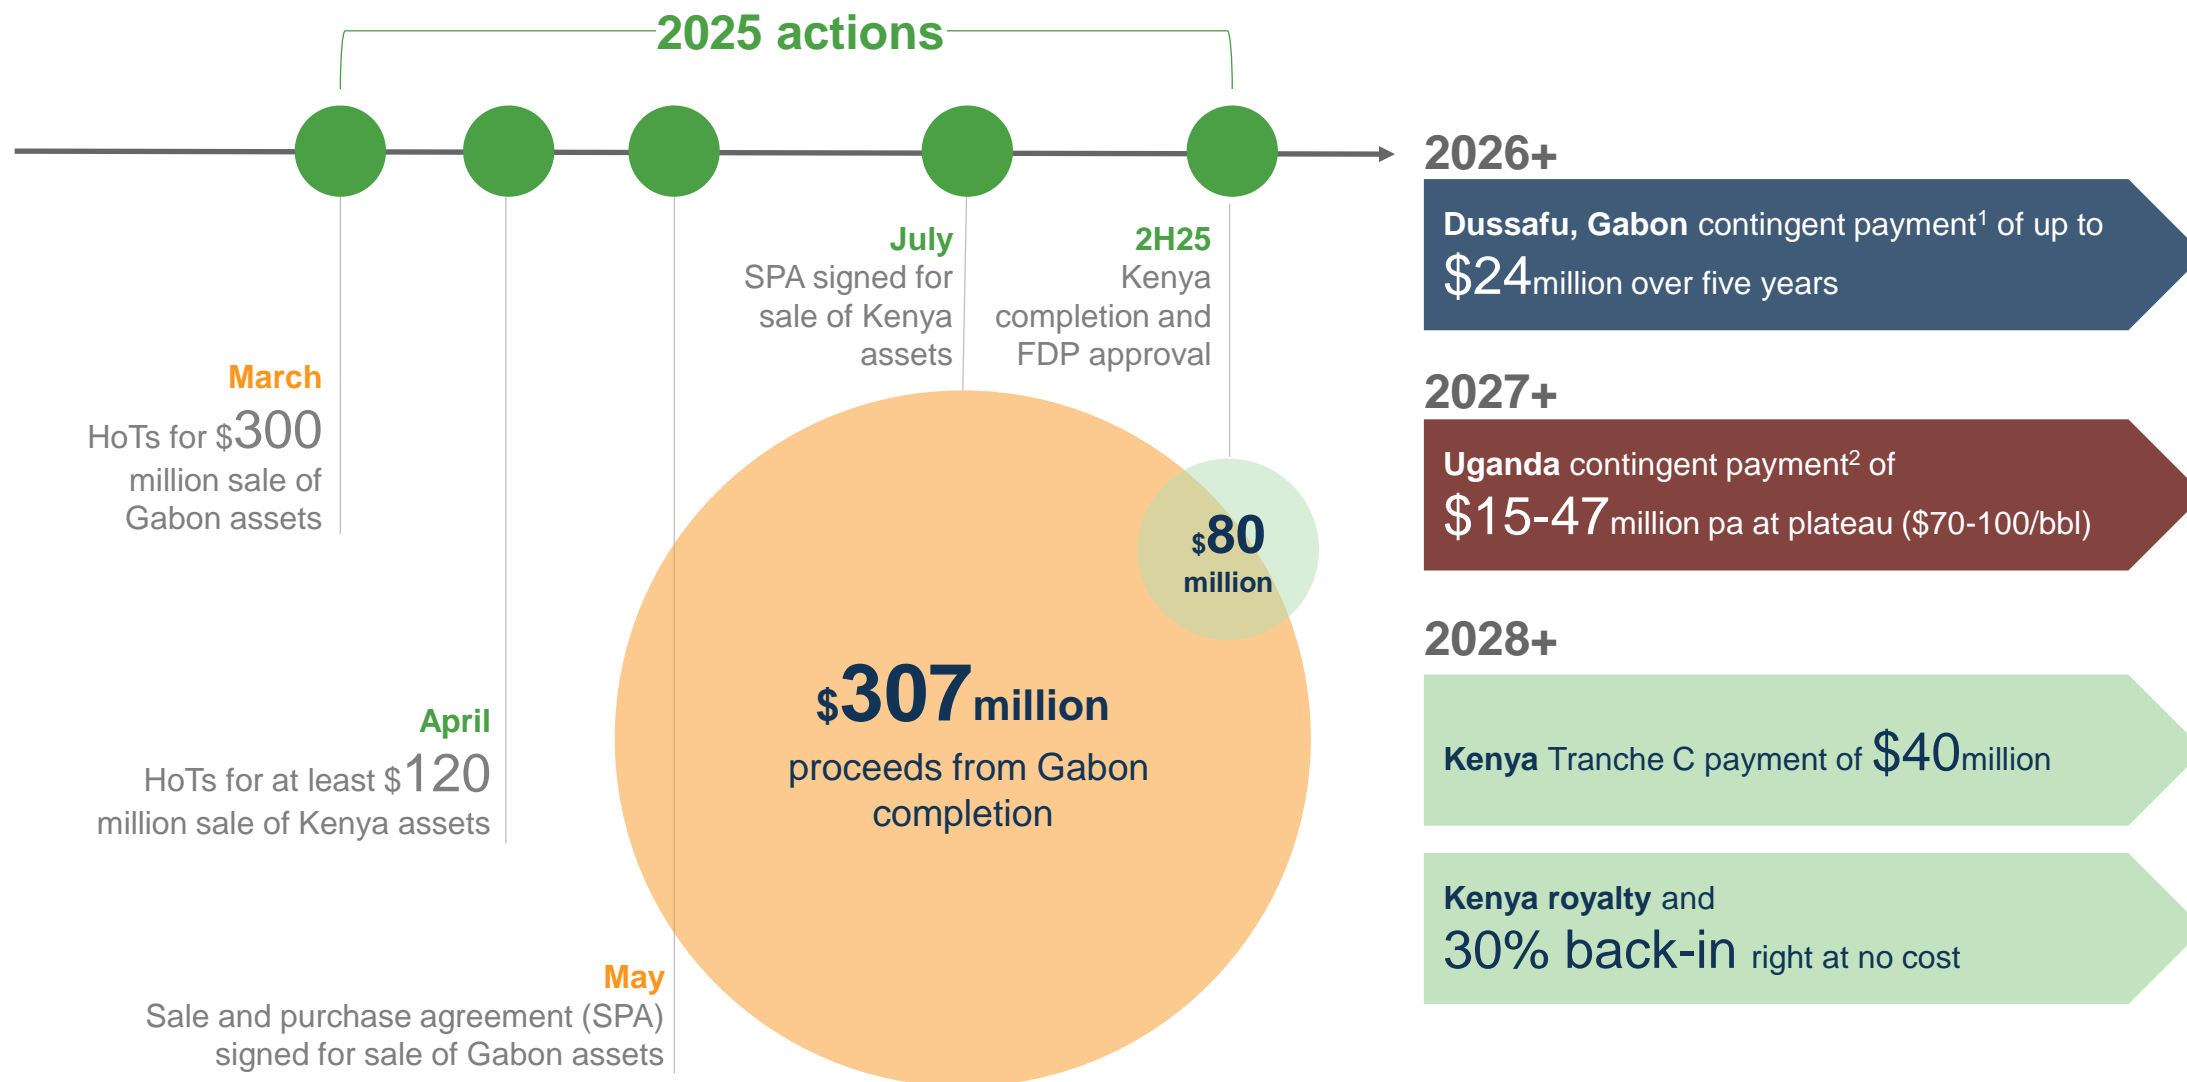 2025 actions
March
HoTs for $300
million sale of
Gabon assets
April
HoTs for at least $120
million sale of Kenya assets
May
Sale and purchase agreement (SPA)
signed for sale of Gabon assets
July
SPA signed for
sale of Kenya
assets
2H25
Kenya
completion and
FDP approval
$80
million
$307million
proceeds from Gabon
completion
2026+
Dussafu, Gabon contingent payment¹ of up to
$24million over five years
2027+
Uganda contingent payment² of
$15-47million pa at plateau ($70-100/bbl)
2028+
Kenya Tranche C payment of $40million
Kenya royalty and
30% back-in right at no cost